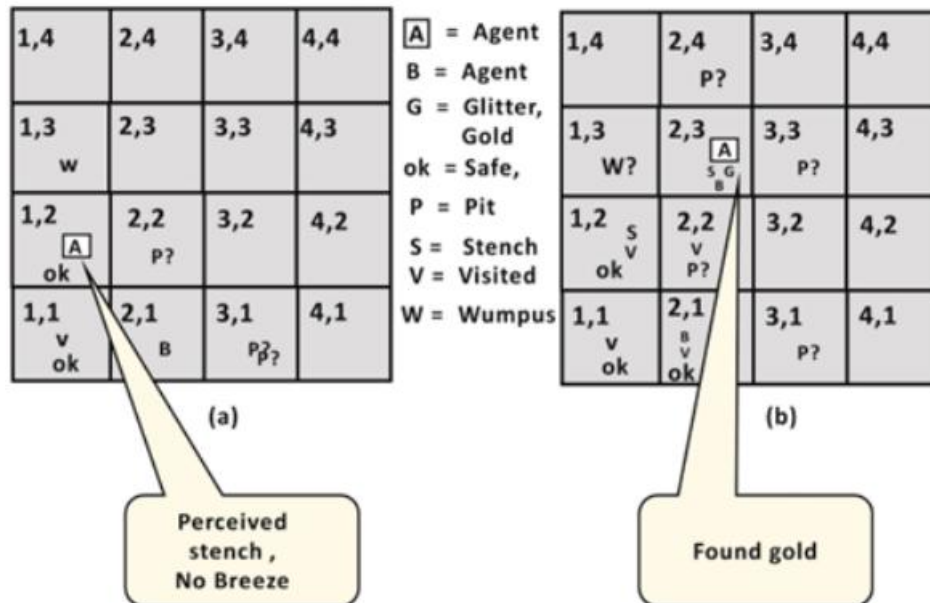 1,4 2,4 3,4 4,4
1,3 2,3 3,3 4,3
W
1,2 2,2 3,2 4,2
A
P?
ok
1,1 2,1 3,1 4,1
v
B
P? P?
ok
(a)
Perceived
stench ,
No Breeze
A = Agent
B = Agent
G = Glitter,
Gold
ok = Safe,
P = Pit
S = Stench
V = Visited
W = Wumpus
1,4 2,4 3,4 4,4
P?
1,3 2,3 3,3 4,3
A
W?
S G
P?
B
1,2 2,2 3,2 4,2
S
V V
ok P?
1,1 2,1 3,1 4,1
B
v V P?
ok ok
(b)
Found gold